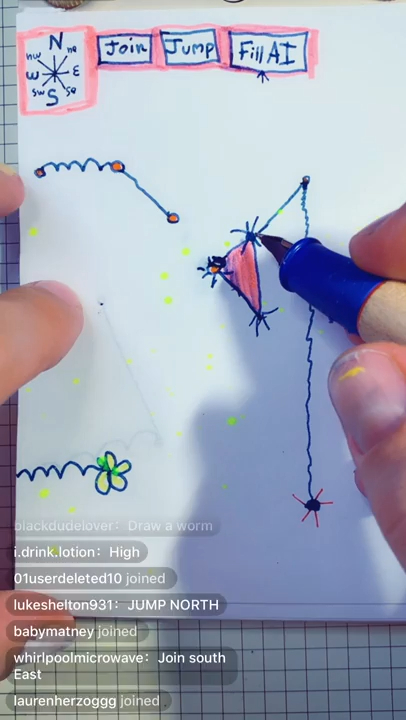 N
nw ne
W E
sw se
S
Join Jump Fill AI
blackdudelover: Draw a worm
i.drink.lotion: High
01userdeleted10 joined
lukeshelton931: JUMP NORTH
babymatney joined
whirlpoolmicrowave: Join south
East
laurenherzoggg joined